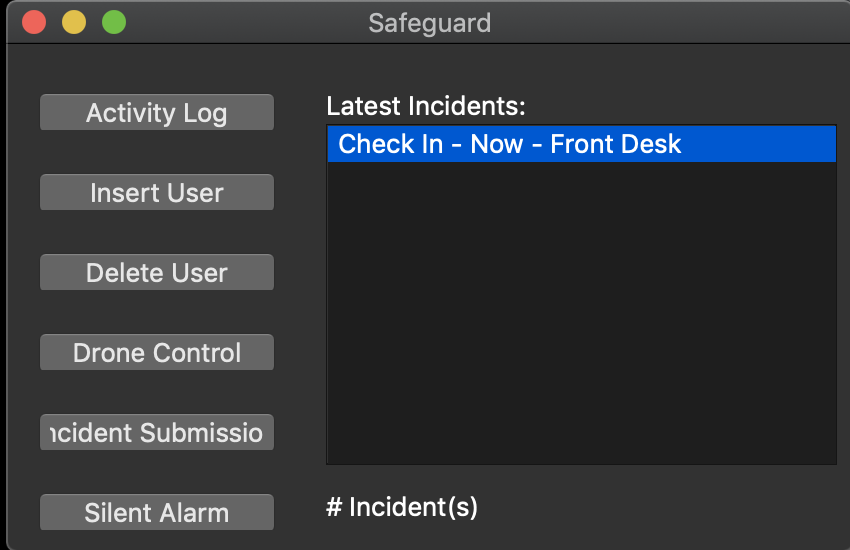 Safeguard
Activity Log
Insert User
Delete User
Drone Control
ncident Submissio
Silent Alarm
Latest Incidents:
Check In - Now - Front Desk
# Incident(s)